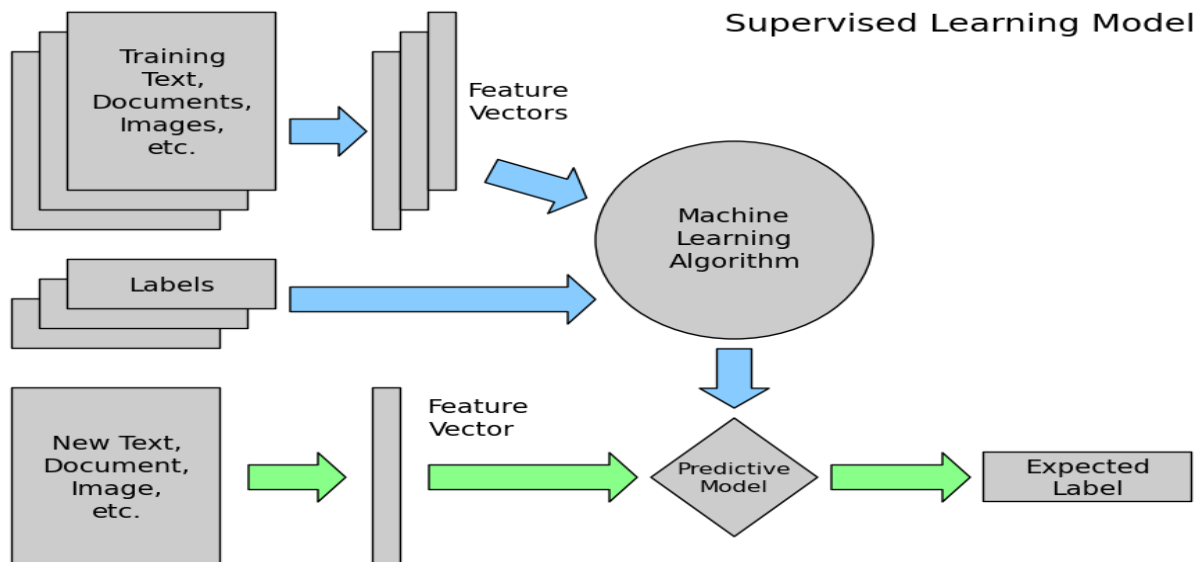 Supervised Learning Model
Training
Text,
Documents,
Images,
etc.
Feature
Vectors
Machine
Learning
Algorithm
Labels
New Text,
Document,
Image,
etc.
Feature
Vector
Predictive
Model
Expected
Label